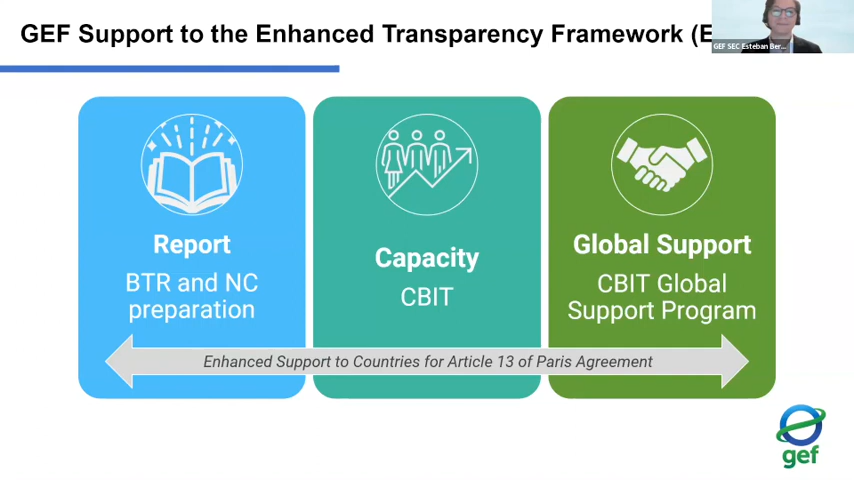 GEF Support to the Enhanced Transparency Framework (E
GEF SEC Esteban Ber...
Report
BTR and NC
preparation
Capacity
CBIT
Global Support
CBIT Global
Support Program
Enhanced Support to Countries for Article 13 of Paris Agreement
gef